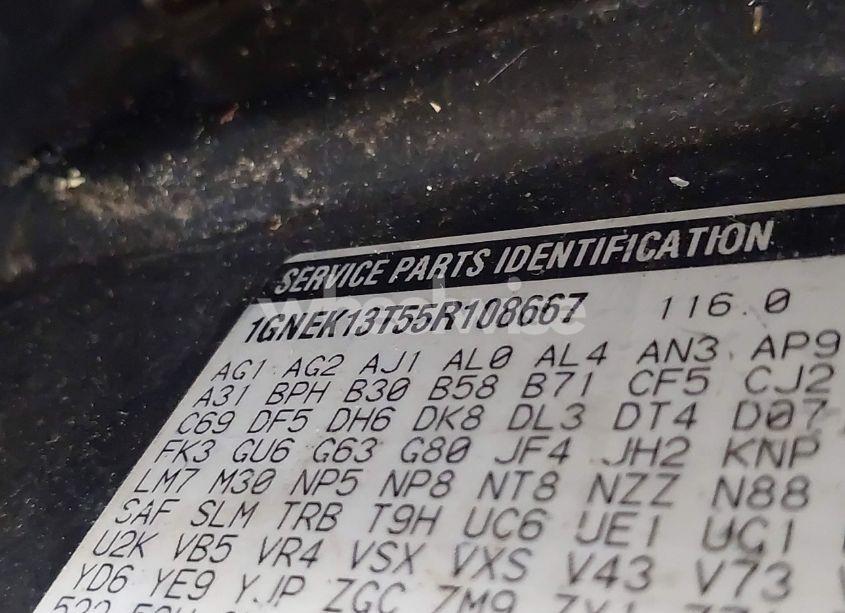 SERVICE PARTS IDENTIFICATION
1GNEK13T55R108667 116.0
AG1 AG2 AJ1 AL0 AL4 AN3 AP9
A31 BPH B30 B58 B71 CF5 CJ2
C69 DF5 DH6 DK8 DL3 DT4 D07
FK3 GU6 G63 G80 JF4 JH2 KNP
LM7 M30 NP5 NP8 NT8 NZZ N88
SAF SLM TRB T9H UC6 UE1 UG1
U2K VB5 VR4 VSX VXS V43 V73
YD6 YE9 YJP ZGC ZM9